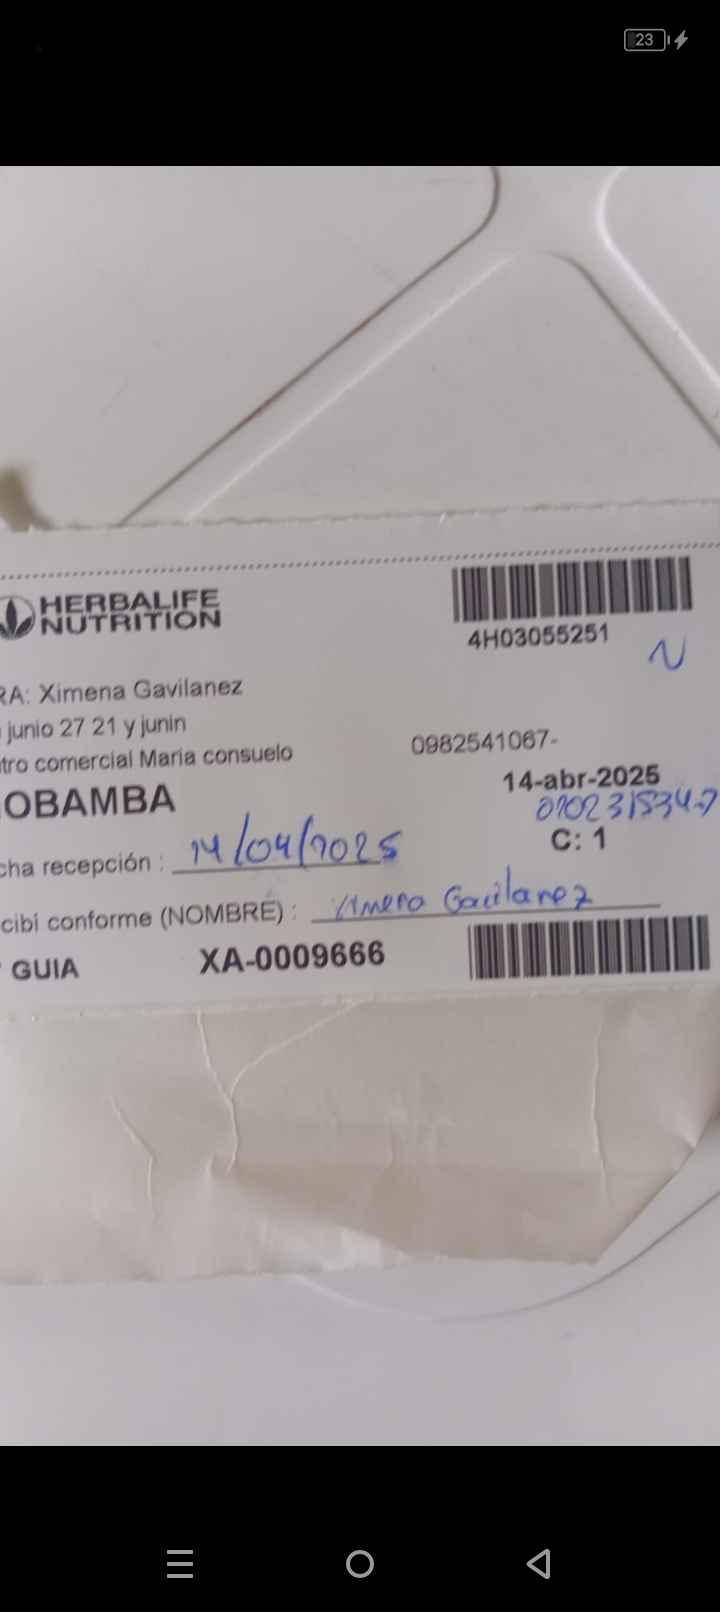 23
HERBALIFE
NUTRITION
4H03055251
N
RA: Ximena Gavilanez
junio 27 21 y junin
tro comercial Maria consuelo
0982541067-
OBAMBA
14-abr-2025
C: 1
cha recepción : 14/04/2025
cibí conforme (NOMBRE) : Ximena Gavilanez
GUIA XA-0009666